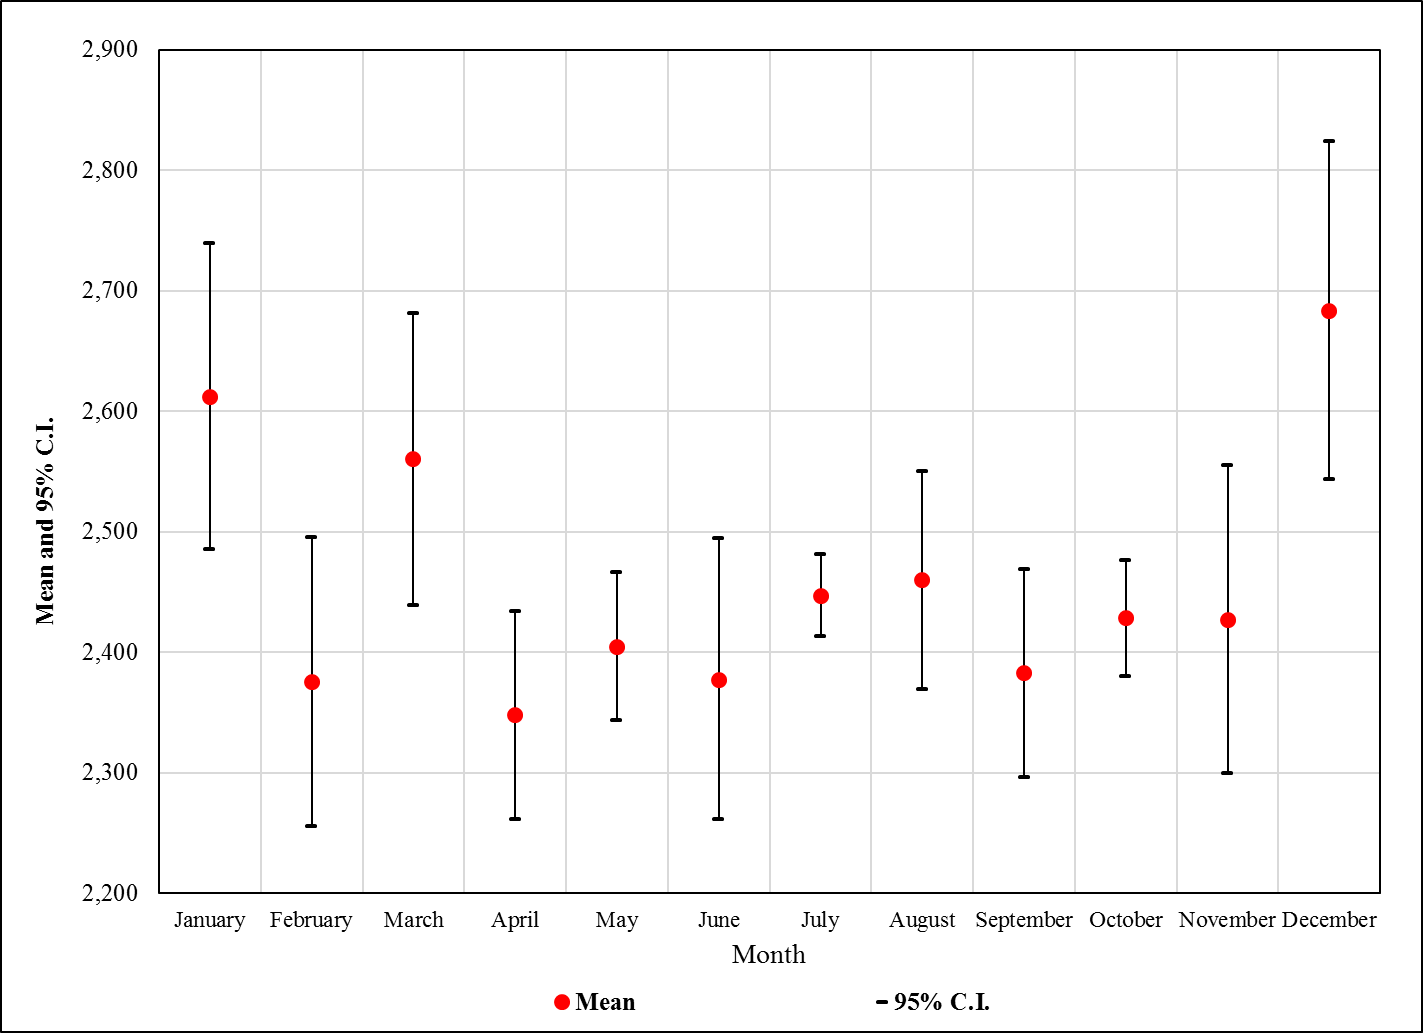 2,900
2,800
2,700
2,600
2,500
2,400
2,300
2,200
Mean and 95% C.I.
January February March April May June July August September October November December
Month
Mean 95% C.I.